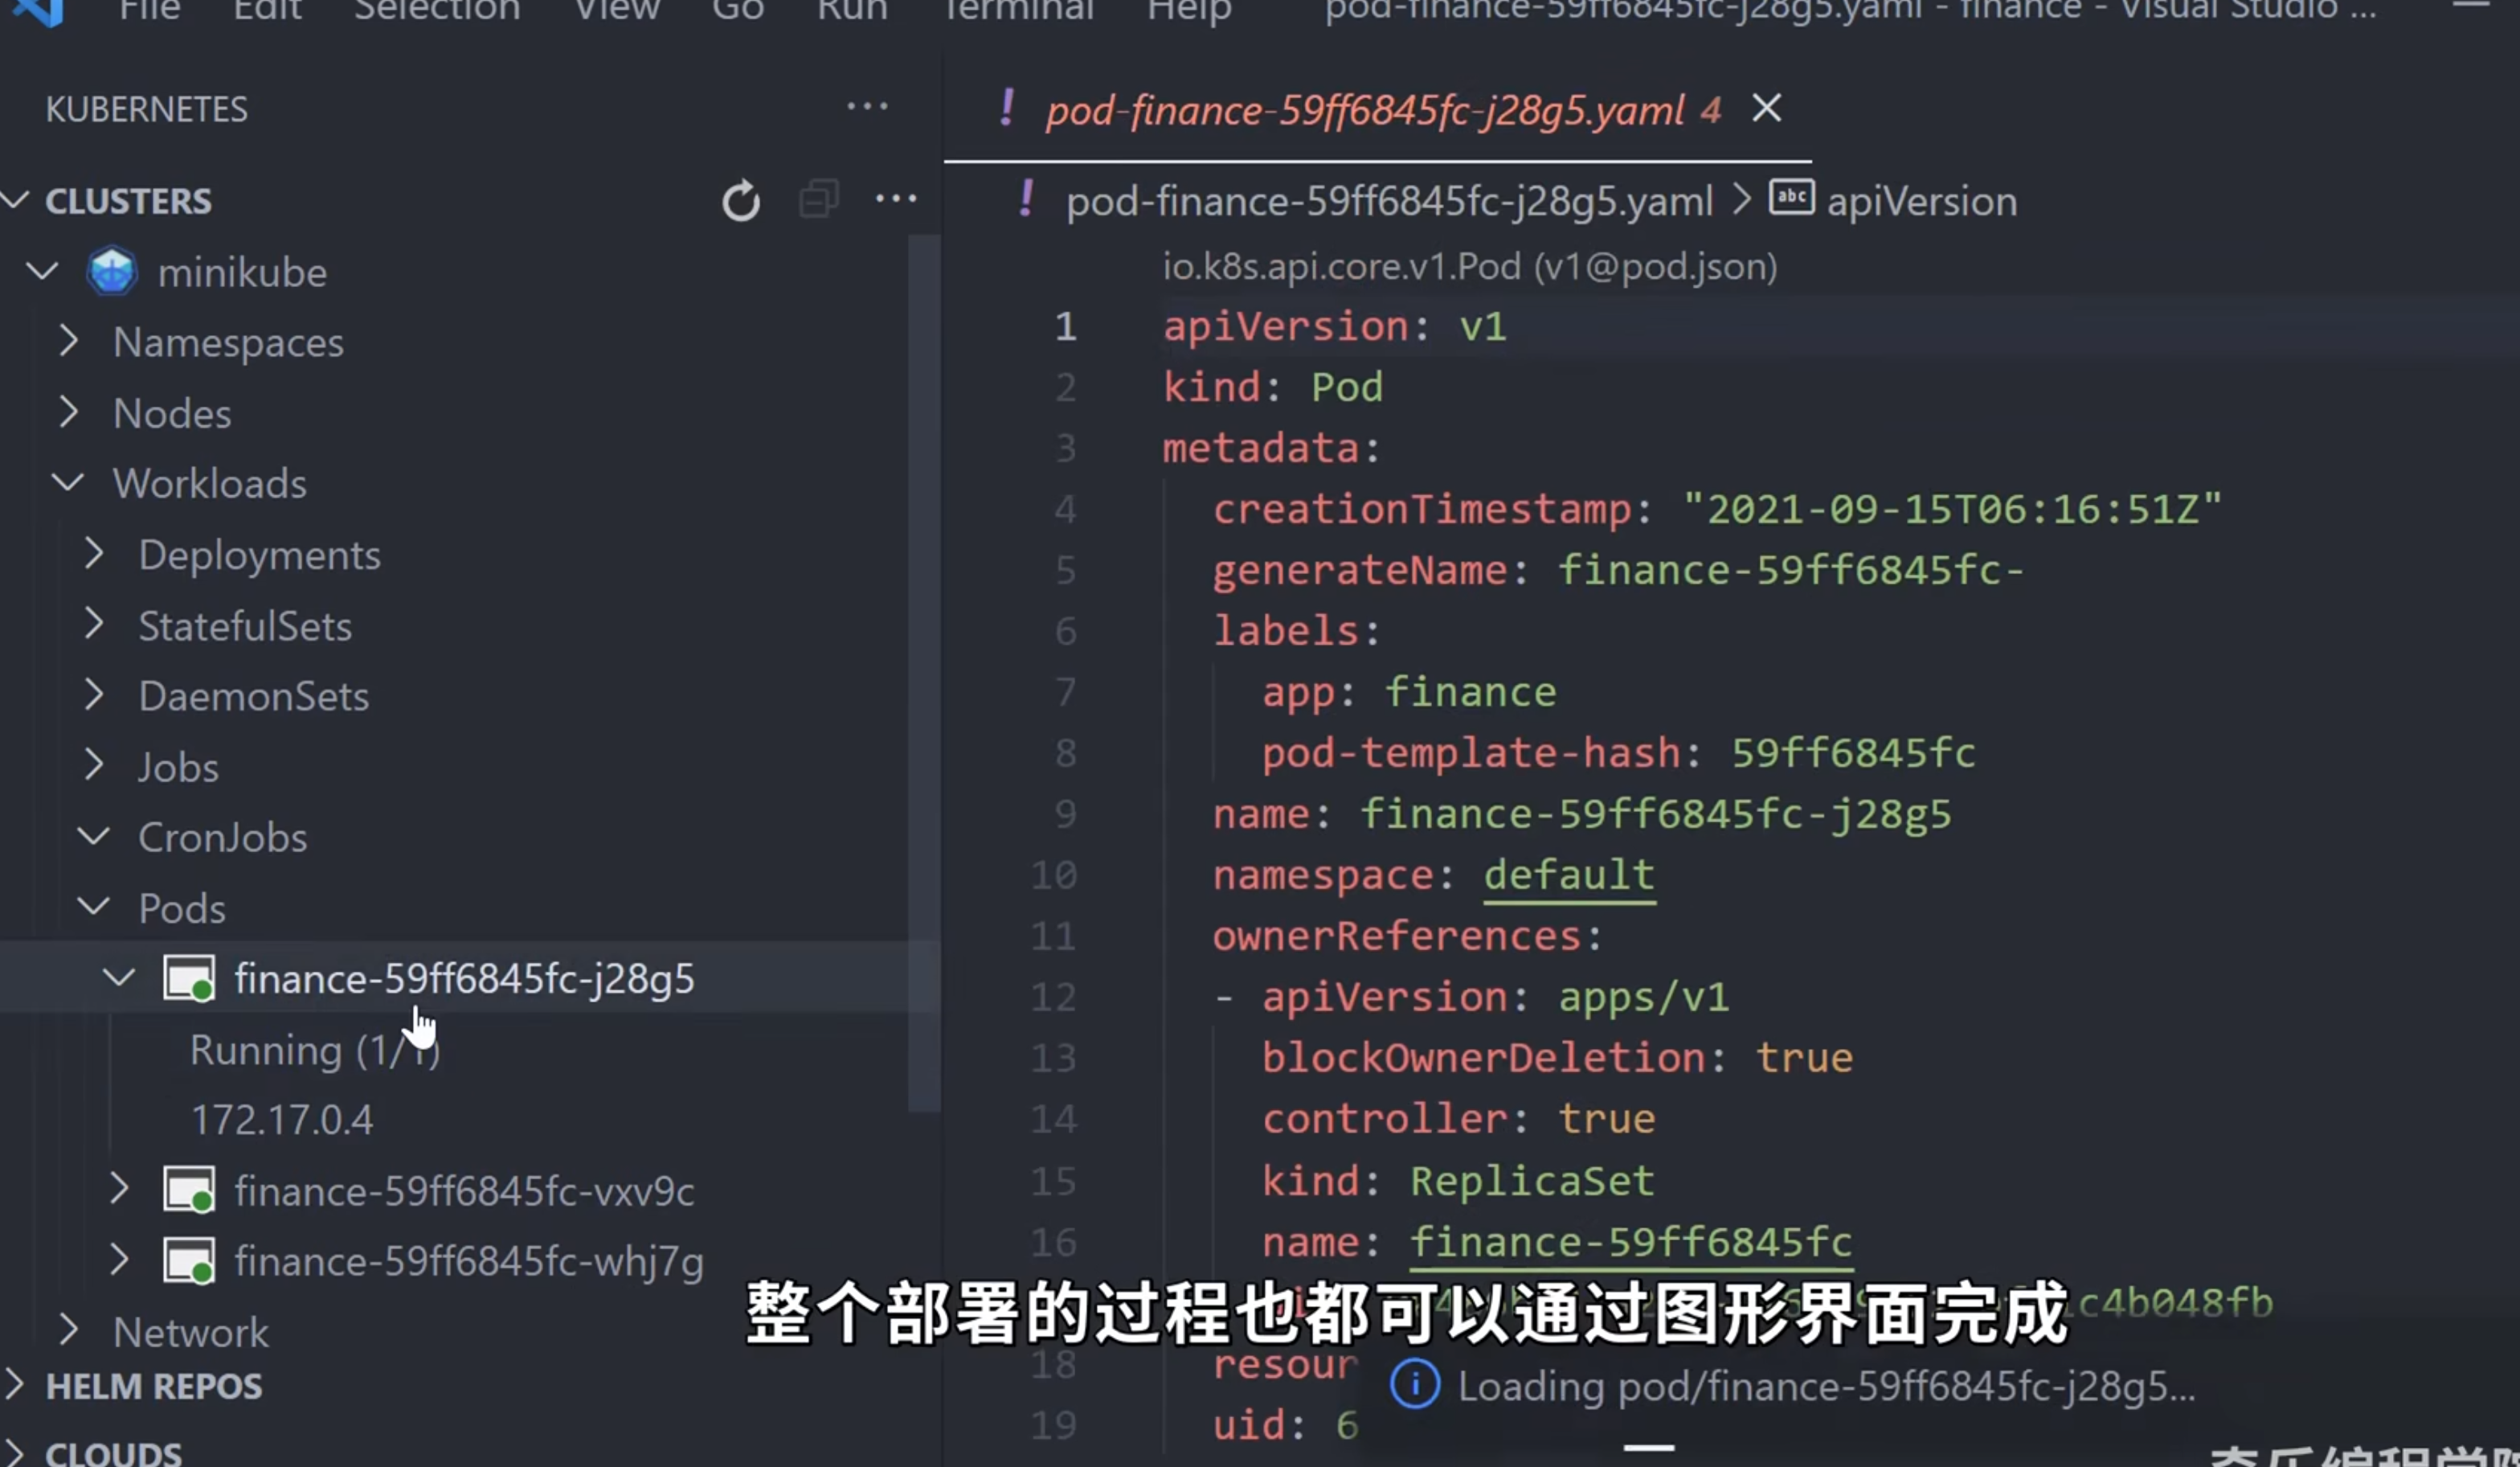 File Edit Selection View Go Run Terminal Help pod-finance-59ff6845fc-j28g5.yaml - finance - Visual Studio ...
KUBERNETES
CLUSTERS
minikube
Namespaces
Nodes
Workloads
Deployments
StatefulSets
DaemonSets
Jobs
CronJobs
Pods
finance-59ff6845fc-j28g5
Running (1/1)
172.17.0.4
finance-59ff6845fc-vxv9c
finance-59ff6845fc-whj7g
Network
HELM REPOS
CLOUDS
! pod-finance-59ff6845fc-j28g5.yaml 4
! pod-finance-59ff6845fc-j28g5.yaml > abc apiVersion
io.k8s.api.core.v1.Pod (v1@pod.json)
1 apiVersion: v1
2 kind: Pod
3 metadata:
4 creationTimestamp: "2021-09-15T06:16:51Z"
5 generateName: finance-59ff6845fc-
6 labels:
7 app: finance
8 pod-template-hash: 59ff6845fc
9 name: finance-59ff6845fc-j28g5
10 namespace: default
11 ownerReferences:
12 - apiVersion: apps/v1
13 blockOwnerDeletion: true
14 controller: true
15 kind: ReplicaSet
16 name: finance-59ff6845fc
c4b048fb
整个部署的过程也都可以通过图形界面完成
18 resour
Loading pod/finance-59ff6845fc-j28g5...
19 uid: 6